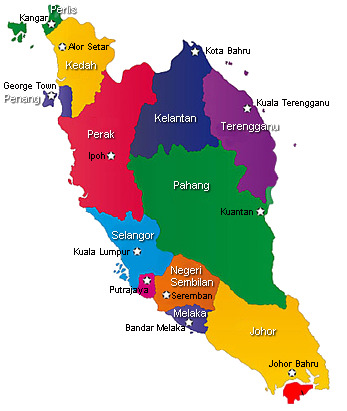 Perlis
Kangar
Alor Setar
Kedah
Kota Bahru
George Town
Penang
Kuala Terengganu
Kelantan
Terengganu
Perak
Ipoh
Pahang
Kuantan
Selangor
Kuala Lumpur
Negeri
Sembilan
Putrajaya
Seremban
Melaka
Bandar Melaka
Johor
Johor Bahru